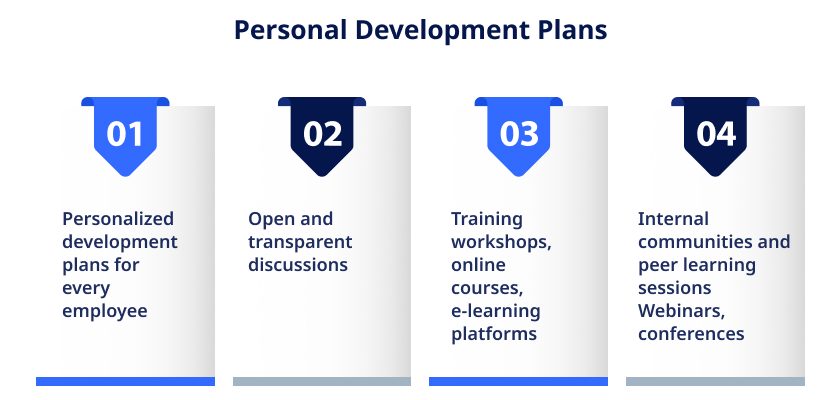 Personal Development Plans
01
Personalized
development
plans for
every
employee
02
Open and
transparent
discussions
03
Training
workshops,
online
courses,
e-learning
platforms
04
Internal
communities and
peer learning
sessions
Webinars,
conferences